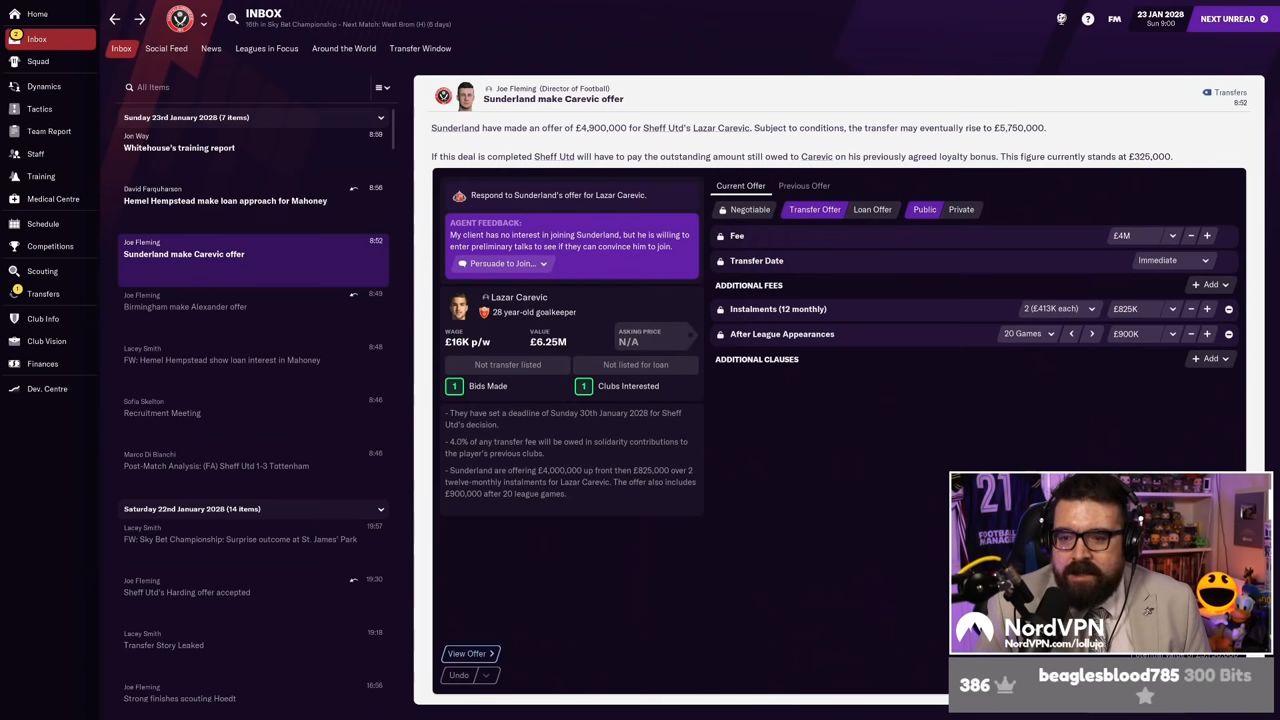 Home
2
Inbox
Squad
Dynamics
Tactics
Team Report
Staff
Training
Medical Centre
Schedule
Competitions
Scouting
1
Transfers
Club Info
Club Vision
Finances
Dev. Centre
INBOX
16th in Sky Bet Championship - Next Match: West Brom (H) (6 days)
FM
23 JAN 2028
Sun 9:00
NEXT UNREAD
Inbox Social Feed News Leagues in Focus Around the World Transfer Window
All Items
Sunday 23rd January 2028 (7 items)
Jon Way 8:59
Whitehouse's training report
David Farquharson 8:56
Hemel Hempstead make loan approach for Mahoney
Joe Fleming 8:52
Sunderland make Carevic offer
Joe Fleming 8:49
Birmingham make Alexander offer
Lacey Smith 8:48
FW: Hemel Hempstead show loan interest in Mahoney
Sofia Skelton 8:46
Recruitment Meeting
Marco Di Bianchi 8:46
Post-Match Analysis: (FA) Sheff Utd 1-3 Tottenham
Saturday 22nd January 2028 (14 items)
Lacey Smith 19:57
FW: Sky Bet Championship: Surprise outcome at St. James' Park
Joe Fleming 19:30
Sheff Utd's Harding offer accepted
Lacey Smith 19:18
Transfer Story Leaked
Joe Fleming 16:56
Strong finishes scouting Hoedt
Joe Fleming (Director of Football)
Sunderland make Carevic offer
Transfers
8:52
Sunderland have made an offer of £4,900,000 for Sheff Utd's Lazar Carevic. Subject to conditions, the transfer may eventually rise to £5,750,000.
If this deal is completed Sheff Utd will have to pay the outstanding amount still owed to Carevic on his previously agreed loyalty bonus. This figure currently stands at £325,000.
Respond to Sunderland's offer for Lazar Carevic.
AGENT FEEDBACK:
My client has no interest in joining Sunderland, but he is willing to
enter preliminary talks to see if they can convince him to join.
Persuade to Join...
Lazar Carevic
28 year-old goalkeeper
WAGE VALUE ASKING PRICE
£16K p/w £6.25M N/A
Not transfer listed Not listed for loan
1 Bids Made 1 Clubs Interested
- They have set a deadline of Sunday 30th January 2028 for Sheff
Utd's decision.
- 4.0% of any transfer fee will be owed in solidarity contributions to
the player's previous clubs.
- Sunderland are offering £4,000,000 up front then £825,000 over 2
twelve-monthly instalments for Lazar Carevic. The offer also includes
£900,000 after 20 league games.
View Offer
Undo
Current Offer Previous Offer
Negotiable Transfer Offer Loan Offer Public Private
Fee £4M
Transfer Date Immediate
ADDITIONAL FEES + Add
Instalments (12 monthly) 2 (£413K each) £825K
After League Appearances 20 Games £900K
ADDITIONAL CLAUSES + Add
21
FOOTBALL
MANAGER
NordVPN
NordVPN.com/lollujo
386
beaglesblood785 300 Bits